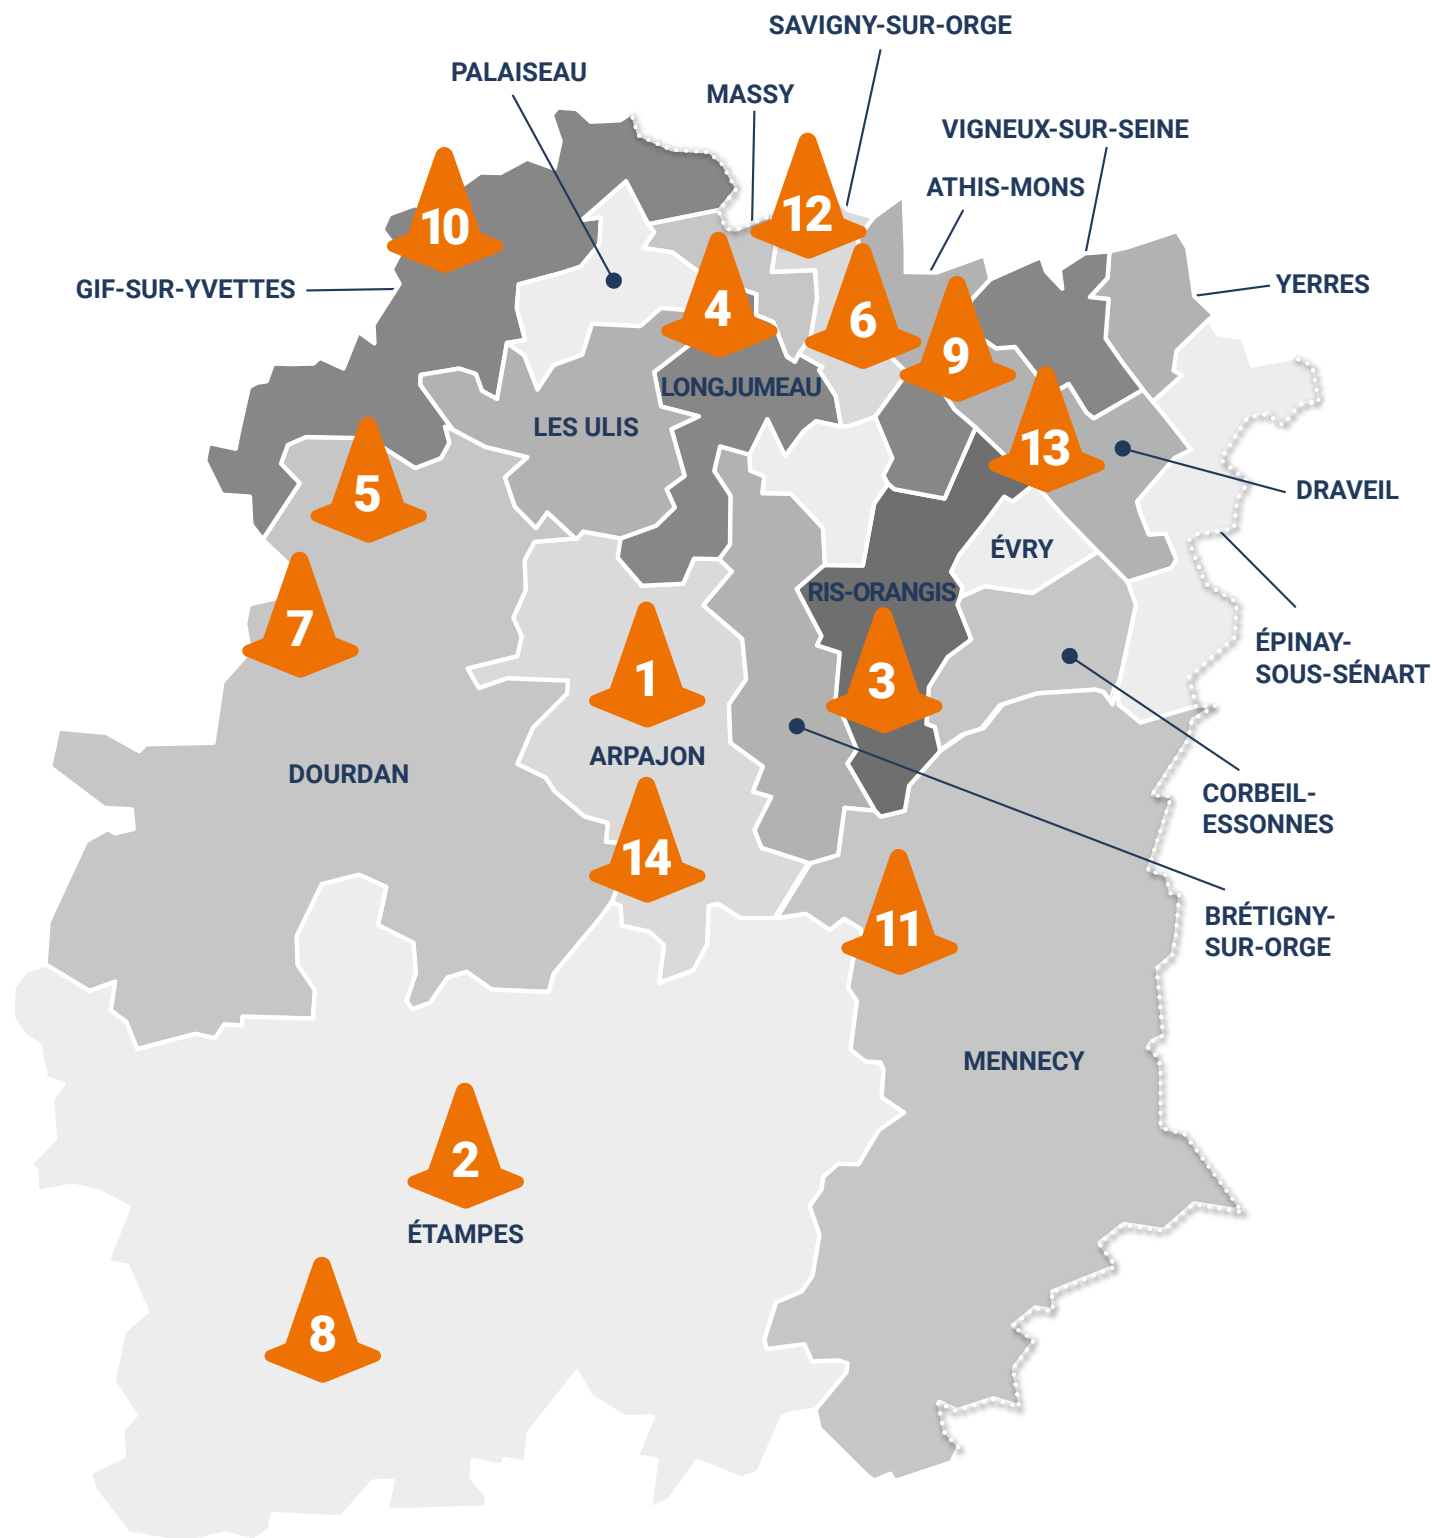 SAVIGNY-SUR-ORGE
PALAISEAU
MASSY
VIGNEUX-SUR-SEINE
ATHIS-MONS
12
10
GIF-SUR-YVETTES
YERRES
4
6
9
LONGJUMEAU
LES ULIS
13
5
DRAVEIL
ÉVRY
RIS-ORANGIS
7
ÉPINAY-
SOUS-SÉNART
1
3
ARPAJON
DOURDAN
CORBEIL-
ESSONNES
14
11
BRÉTIGNY-
SUR-ORGE
MENNECY
2
ÉTAMPES
8